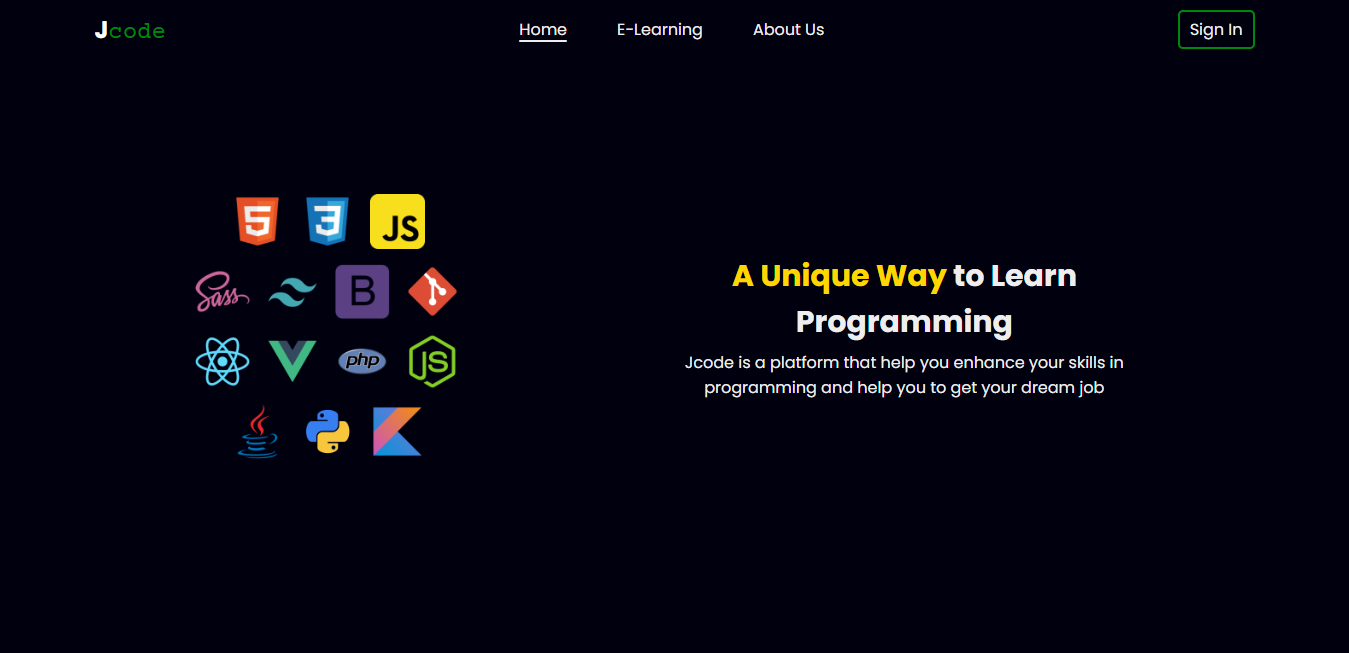 Jcode
Home
E-Learning
About Us
Sign In
5
3
JS
Sass
B
php
JS
A Unique Way to Learn
Programming
Jcode is a platform that help you enhance your skills in
programming and help you to get your dream job